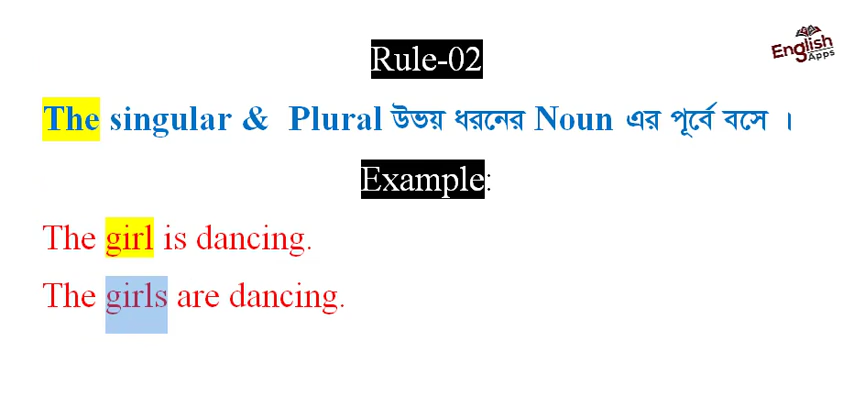 English
Apps
Rule-02
The singular & Plural উভয় ধরনের Noun এর পূর্বে বসে ।
Example:
The girl is dancing.
The girls are dancing.